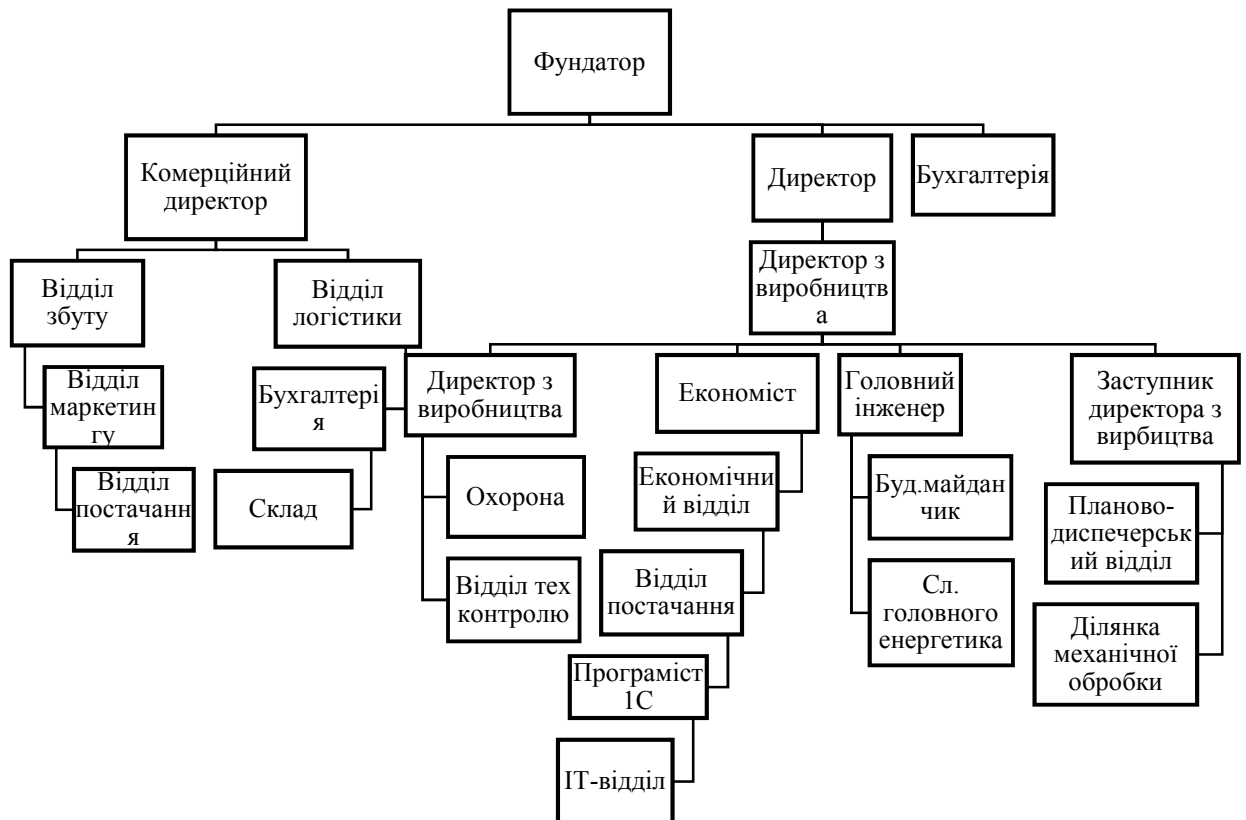 Фундатор
Комерційний
директор
Директор
Бухгалтерія
Директор з
виробництв
а
Відділ
збуту
Відділ
логістики
Відділ
маркетин
гу
Відділ
постачанн
я
Бухгалтері
я
Склад
Директор з
виробництва
Охорона
Відділ тех
контролю
Економіст
Економічни
й відділ
Відділ
постачання
Програміст
1С
ІТ-відділ
Головний
інженер
Буд.майдан
чик
Сл.
головного
енергетика
Заступник
директора з
вирбицтва
Планово-
диспечерськ
ий відділ
Ділянка
механічної
обробки